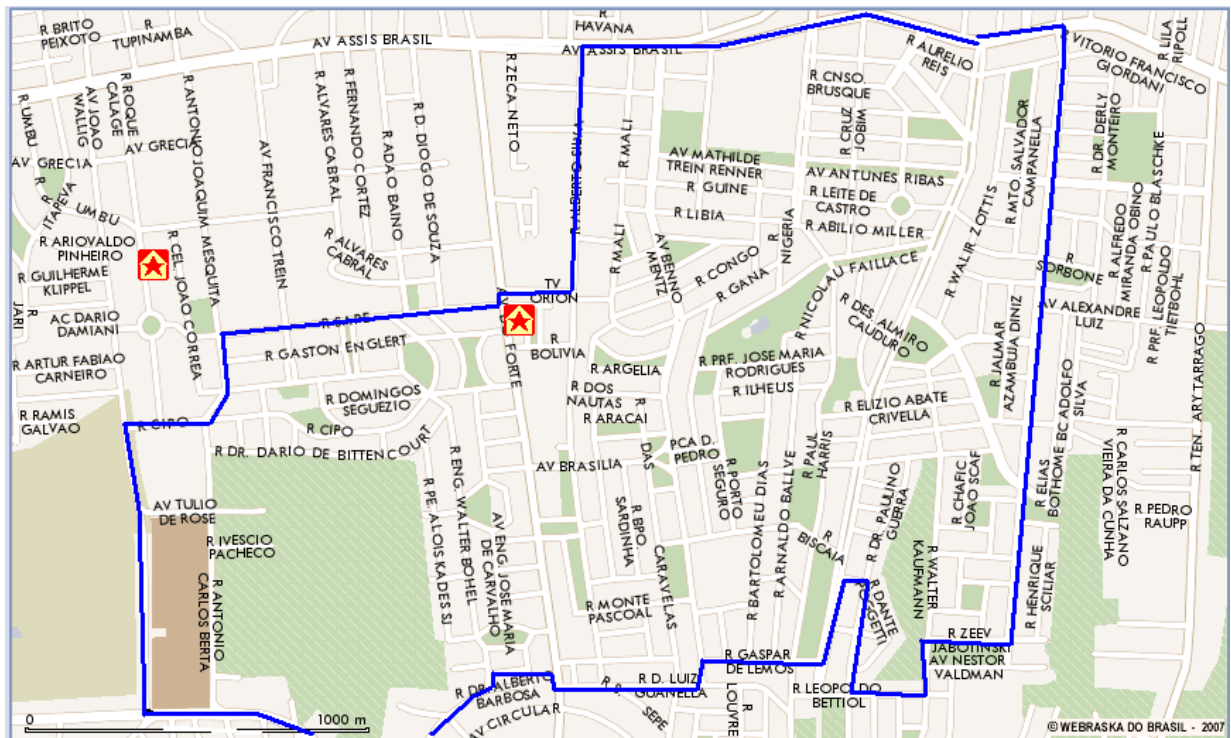 R BRITO
PEIXOTO
R
TUPINAMBA
AV ASSIS BRASIL
R
HAVANA
AV ASSIS BRASIL
R AURELIO
REIS
R VITORIO FRANCISCO
GIORDANI
R LILA
RIPOLL
R UMBU
AV JOAO
WALLIG
R ROQUE
CALAGE
R ANTONIO JOAQUIM MESQUITA
R ALVARES CABRAL
R FERNANDO CORTEZ
R ADAO BAINO
R D. DIOGO DE SOUZA
R ZECA NETO
R ALBERTO SILVA
R MALI
R CNSO.
BRUSQUE
R CRUZ
JOBIM
R MTO. SALVADOR
CAMPANELLA
R DR. DERLY
MONTEIRO
R PAULO BLASCHKE
AV GRECIA
AV GRECIA
AV FRANCISCO TREIN
AV MATHILDE
TREIN RENNER
AV ANTUNES RIBAS
R GUINE
R LEITE DE
CASTRO
R LIBIA
R ABILIO MILLER
R
ITAPEVA
R UMBU
R ARIOVALDO
PINHEIRO
R GUILHERME
KLIPPEL
R
JARI
R CEL. JOAO CORREA
R ALVARES
CABRAL
R MALI
AV BENNO
MENTZ
R CONGO
R GANA
R
NIGERIA
R NICOLAU FAILLACE
R WALIR ZOTTIS
R
SORBONE
R ALFREDO
MIRANDA OBINO
R PRF. LEOPOLDO
TIETBOHL
AC DARIO
DAMIANI
R SAPE
TV
ORION
FORTE
R DES. ALMIRO
CAUDURO
AV ALEXANDRE
LUIZ
R ARTUR FABIAO
CARNEIRO
R GASTON ENGLERT
R
BOLIVIA
R ARGELIA
R PRF. JOSE MARIA
RODRIGUES
R ILHEUS
R JALMAR
AZAMBUJA DINIZ
R RAMIS
GALVAO
R CIPO
R DOMINGOS
SEGUEZIO
R CIPO
R DOS
NAUTAS
R ARACAI
R ELIZIO ABATE
CRIVELLA
R ADOLFO
SILVA
R TEN. ARY TARRAGO
R DR. DARIO DE BITTENCOURT
AV BRASILIA
R
DAS
CARAVELAS
PCA D.
PEDRO
R PORTO
SEGURO
R PAUL
HARRIS
R ELIAS
BOTHOME BC
R CARLOS SALZANO
VIEIRA DA CUNHA
AV TULIO
DE ROSE
R IVESCIO
PACHECO
R ANTONIO
CARLOS BERTA
R PE. ALOIS KADES SJ
R ENG. WALTER BOHEL
AV ENG. JOSE MARIA
DE CARVALHO
R BPO
SARDINHA
R BARTOLOMEU DIAS
R ARNALDO BALLVE
R
BISCAIA
R DR. PAULINO
GUERRA
R CHAFIC
JOAO SCAF
R PEDRO
RAUPP
R WALTER
KAUFMANN
R HENRIQUE
SCILIAR
R MONTE
PASCOAL
R DANTE
POGGETTI
R ZEEV
JABOTINSKI
AV NESTOR
VALDMAN
R GASPAR
DE LEMOS
R DR. ALBERTO
BARBOSA
R D. LUIZ
GUANELLA
R LEOPOLDO
BETTIOL
R
LOUVRE
AV CIRCULAR
SEPE
0
1000 m
© WEBRASKA DO BRASIL - 2007